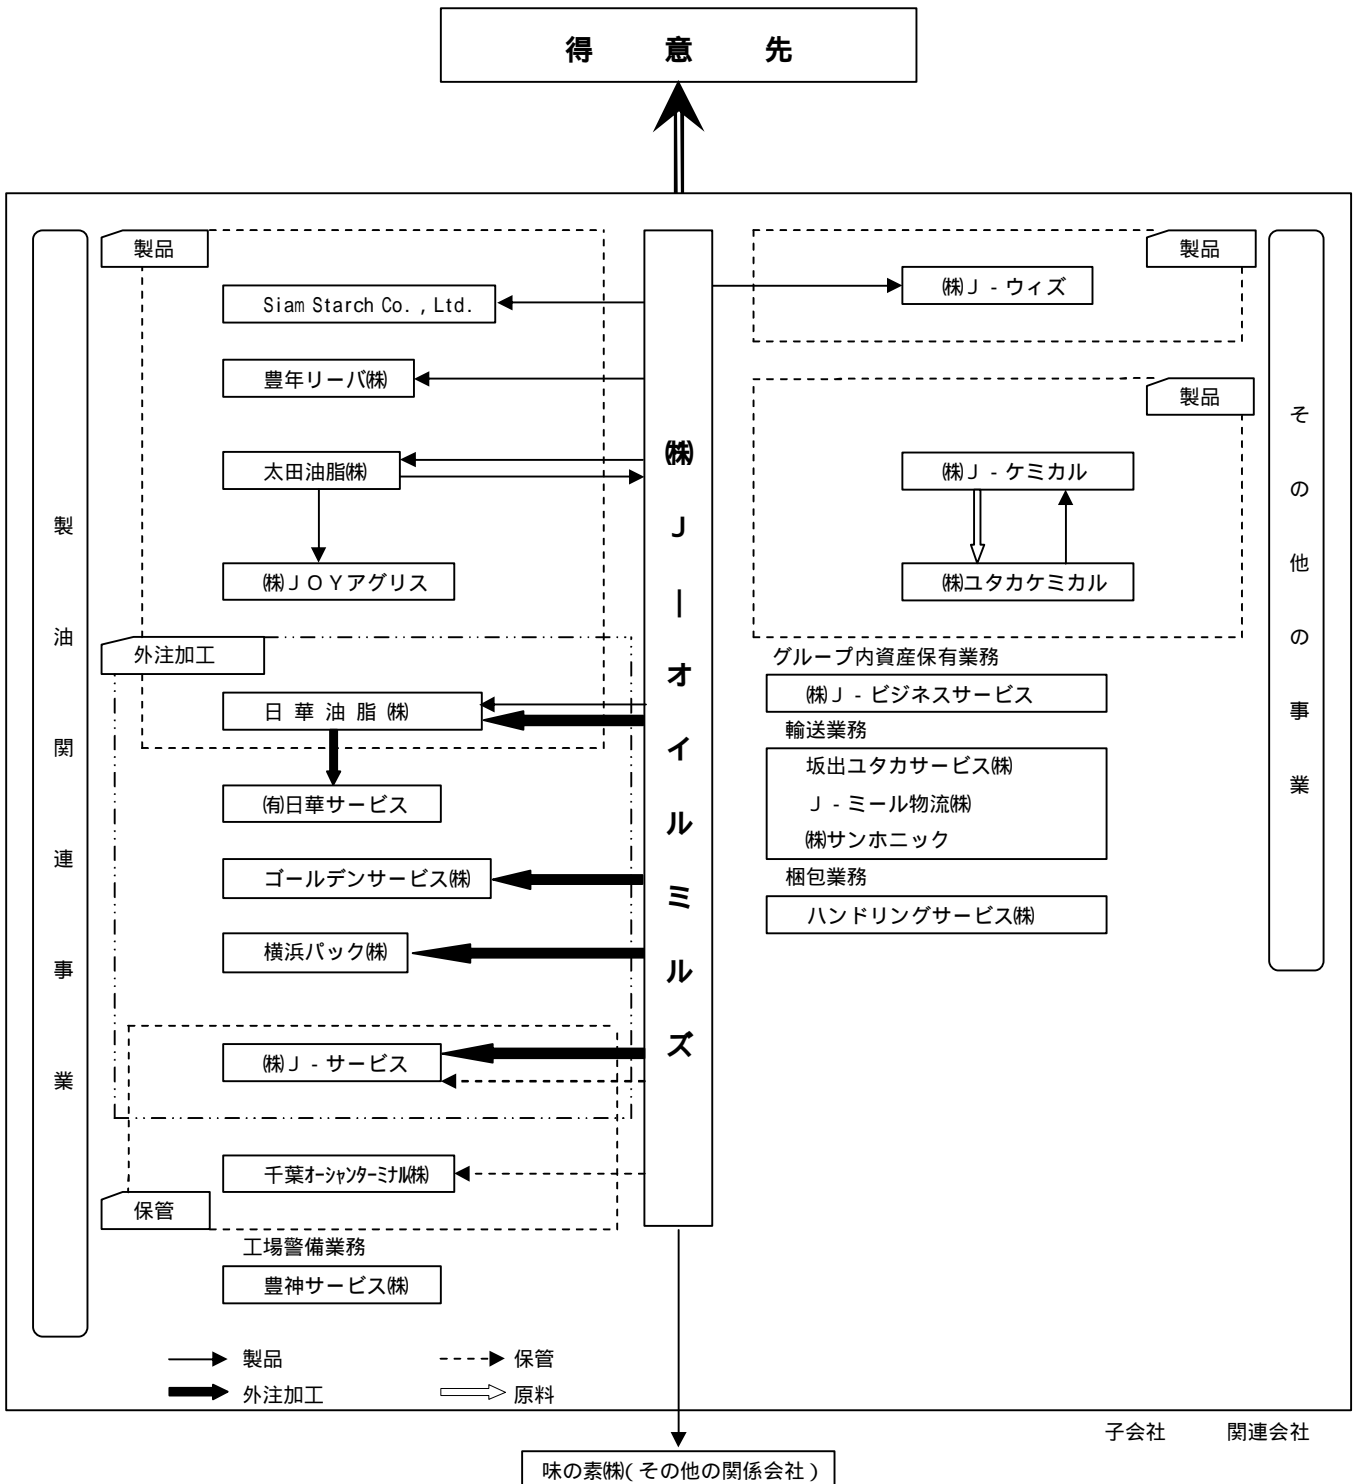 得意先
製油関連事業
製品
Siam Starch Co., Ltd.
豊年リーバ㈱
太田油脂㈱
㈱JOYアグリス
外注加工
日華油脂㈱
㈲日華サービス
ゴールデンサービス㈱
横浜パック㈱
㈱J-サービス
千葉オーシャンターミナル㈱
保管
工場警備業務
豊神サービス㈱
㈱Jーオイルミルズ
製品
㈱J-ウィズ
製品
㈱J-ケミカル
㈱ユタカケミカル
グループ内資産保有業務
㈱J-ビジネスサービス
輸送業務
坂出ユタカサービス㈱
J-ミール物流㈱
㈱サンホニック
梱包業務
ハンドリングサービス㈱
その他の事業
製品
保管
外注加工
原料
子会社 関連会社
味の素㈱(その他の関係会社)